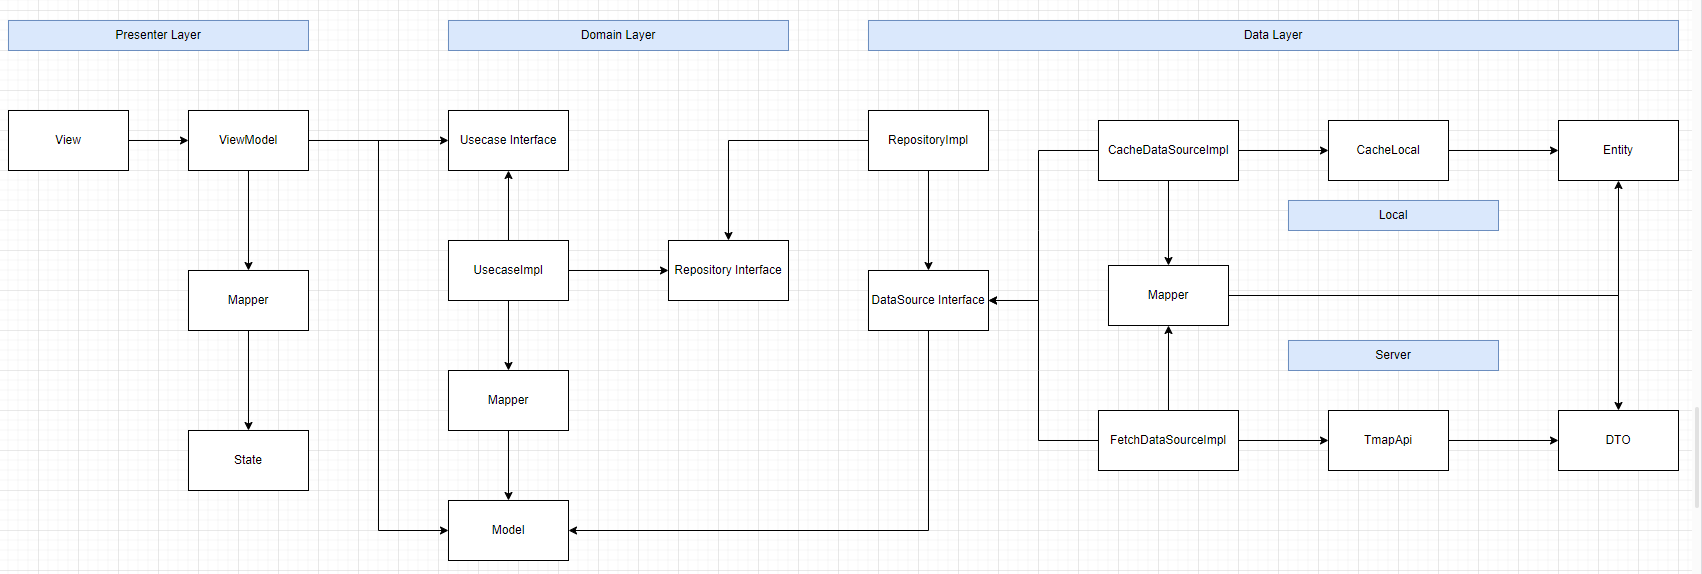 Presenter Layer
Domain Layer
Data Layer
View
ViewModel
Usecase Interface
RepositoryImpl
CacheDataSourceImpl
CacheLocal
Entity
Local
Mapper
State
UsecaseImpl
Repository Interface
Mapper
Model
DataSource Interface
Mapper
Server
FetchDataSourceImpl
TmapApi
DTO